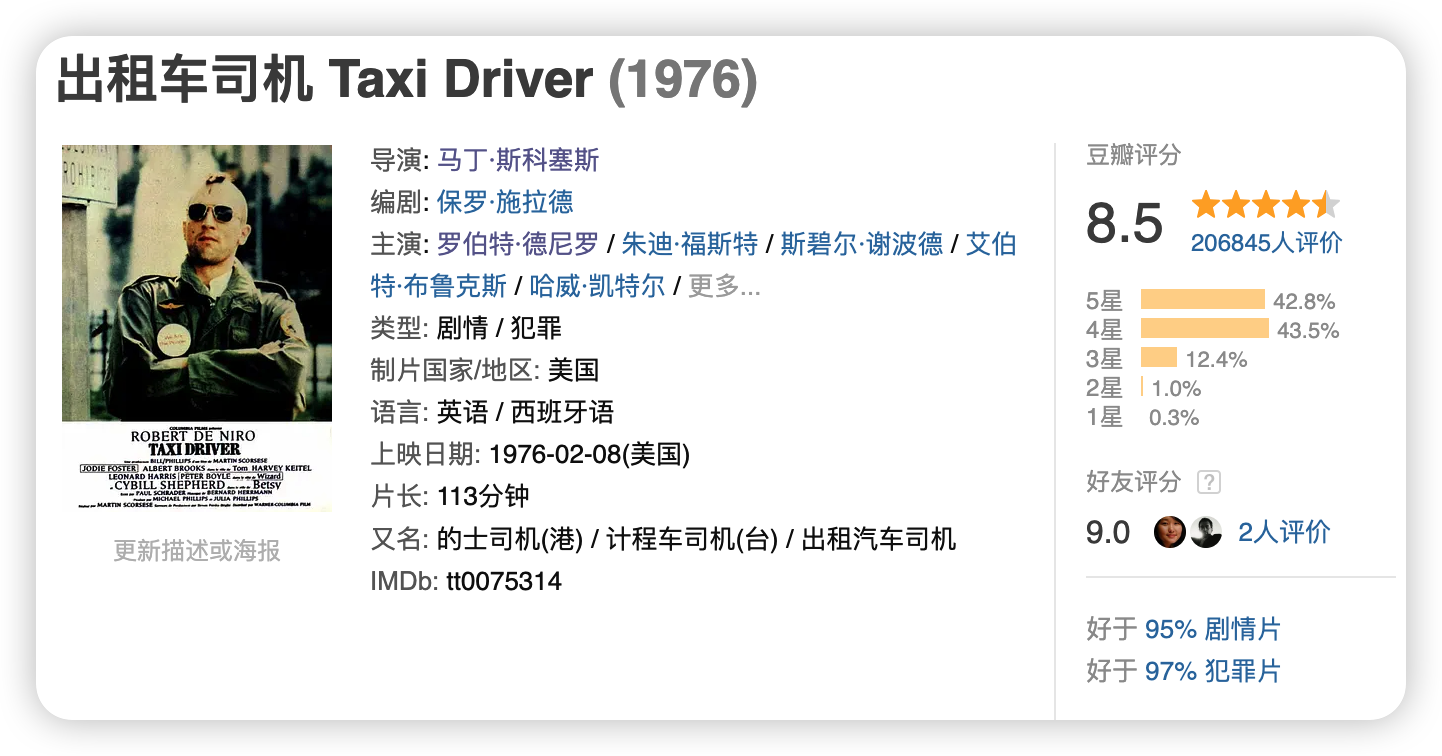 出租车司机 Taxi Driver (1976)
ROHIBIT
ROBERT DE NIRO
TAXI DRIVER
JODIE FOSTER ALBERT BROOKS Tom HARVEY KEITEL
LEONARD HARRIS PETER BOYLE Wizard
CYBILL SHEPHERD Betsy
PAUL SCHRADER BERNARD HERRMANN
MICHAEL PHILLIPS JULIA PHILLIPS
MARTIN SCORSESE
更新描述或海报
导演: 马丁·斯科塞斯
编剧: 保罗·施拉德
主演: 罗伯特·德尼罗 / 朱迪·福斯特 / 斯碧尔·谢波德 / 艾伯
特·布鲁克斯 / 哈威·凯特尔 / 更多...
类型: 剧情 / 犯罪
制片国家/地区: 美国
语言: 英语 / 西班牙语
上映日期: 1976-02-08(美国)
片长: 113分钟
又名: 的士司机(港) / 计程车司机(台) / 出租汽车司机
IMDb: tt0075314
豆瓣评分
8.5
206845人评价
5星 42.8%
4星 43.5%
3星 12.4%
2星 1.0%
1星 0.3%
好友评分 ?
9.0 2人评价
好于 95% 剧情片
好于 97% 犯罪片